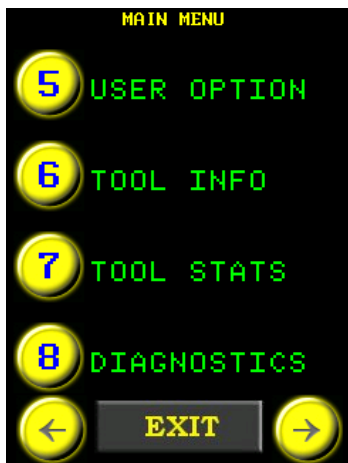 MAIN MENU
5 USER OPTION
6 TOOL INFO
7 TOOL STATS
8 DIAGNOSTICS
← EXIT →